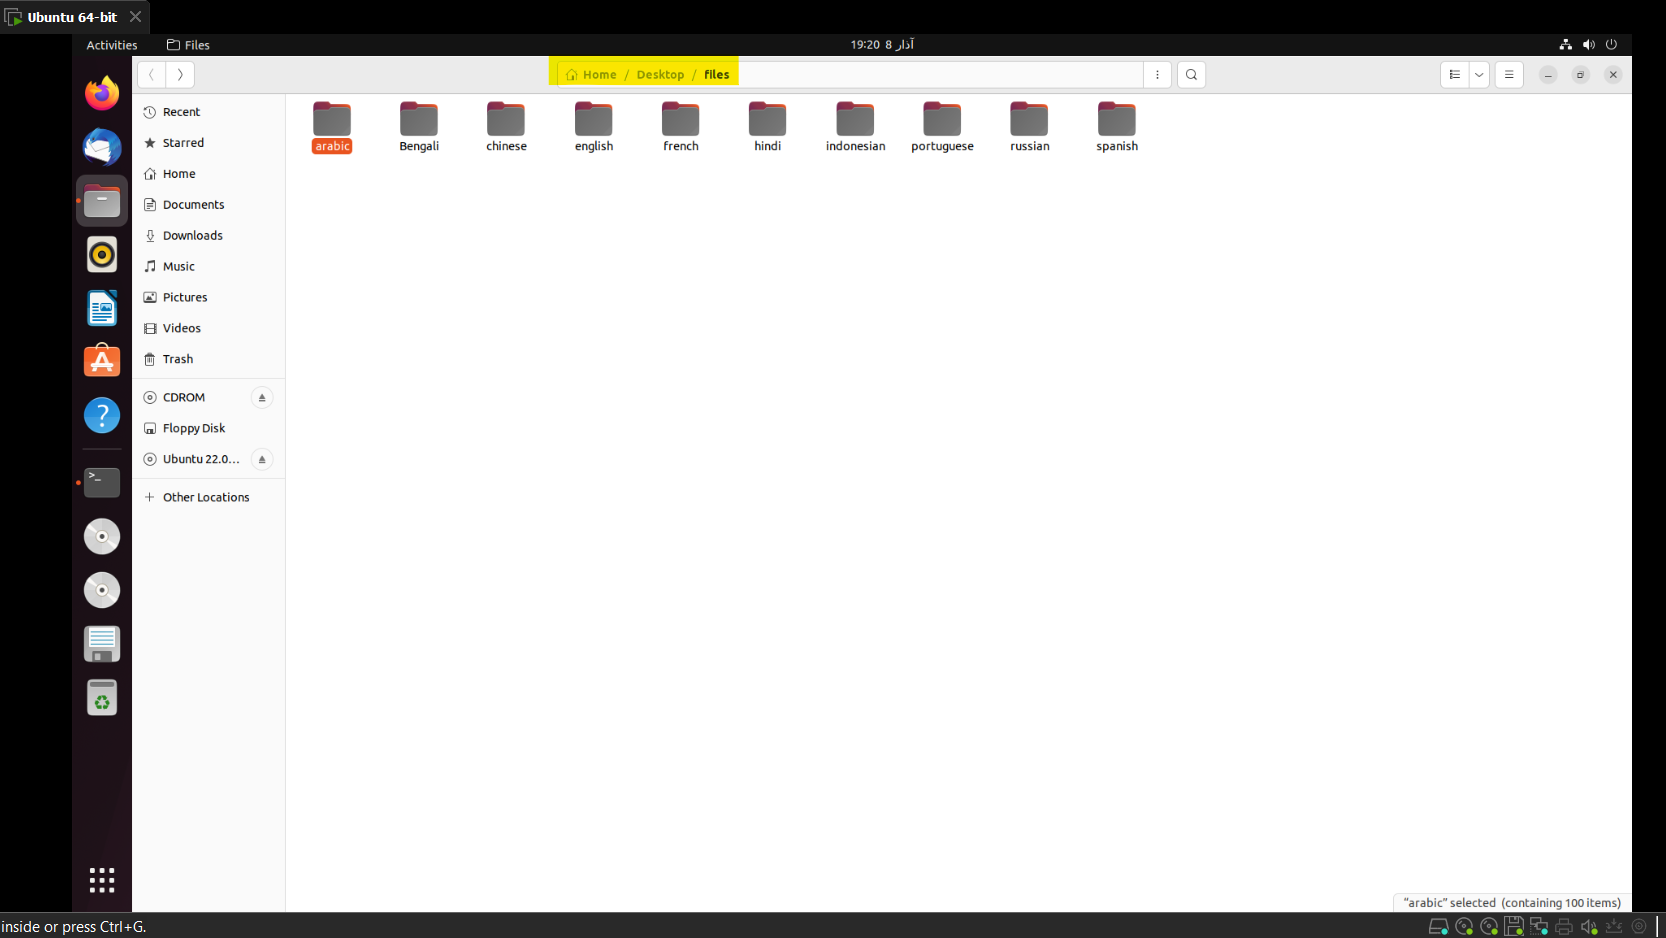 Ubuntu 64-bit
Activities Files 19:20 8 آذار
Home / Desktop / files
Recent
Starred
Home
Documents
Downloads
Music
Pictures
Videos
Trash
CDROM
Floppy Disk
Ubuntu 22.0...
Other Locations
arabic Bengali chinese english french hindi indonesian portuguese russian spanish
"arabic" selected (containing 100 items)
inside or press Ctrl+G.